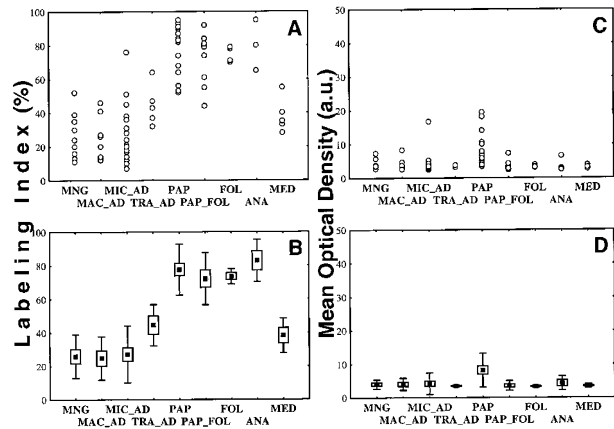 Labeling Index (%)
100
80
60
40
20
0
A
MNG MIC_AD PAP FOL MED
MAC_AD TRA_AD PAP_FOL ANA
100
80
60
40
20
0
B
MNG MIC_AD PAP FOL MED
MAC_AD TRA_AD PAP_FOL ANA
Mean Optical Density (a.u.)
50
40
30
20
10
0
C
MNG MIC_AD PAP FOL MED
MAC_AD TRA_AD PAP_FOL ANA
50
40
30
20
10
0
D
MNG MIC_AD PAP FOL MED
MAC_AD TRA_AD PAP_FOL ANA